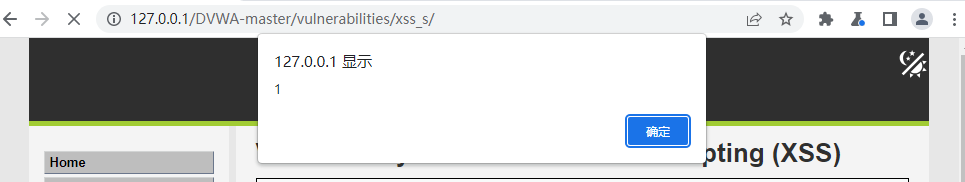 127.0.0.1/DVWA-master/vulnerabilities/xss_s/
127.0.0.1 显示
1
确定
Home
pting (XSS)